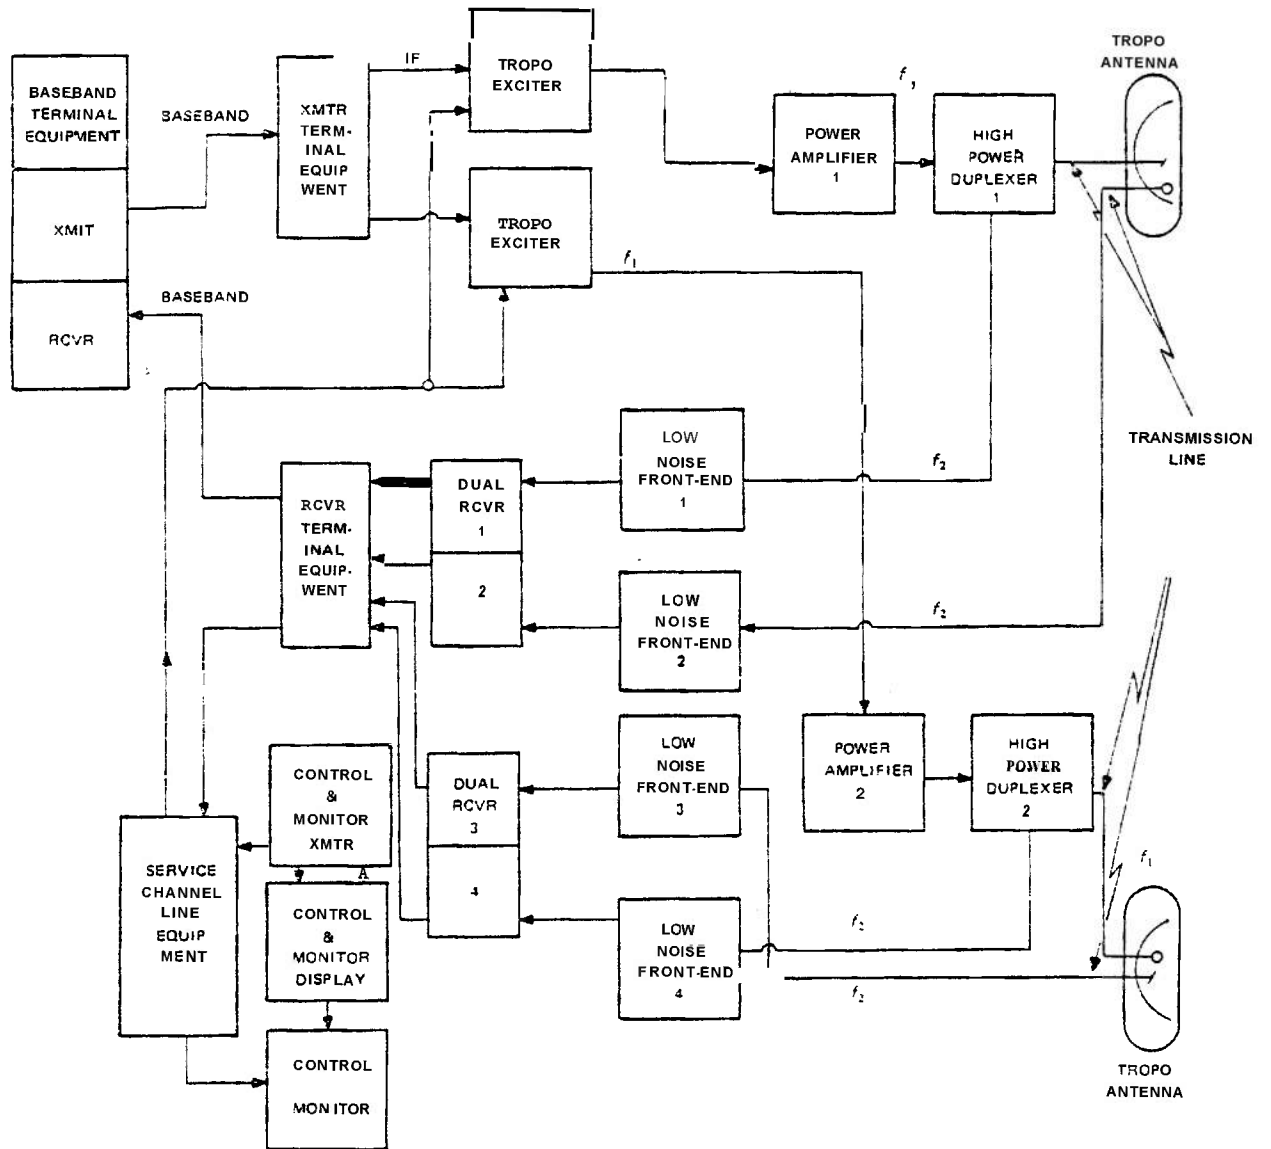 BASEBAND
TERMINAL
EQUIPMENT
XMIT
RCVR
BASEBAND
BASEBAND
XMTR
TERM-
INAL
EQUIP
WENT
IF
TROPO
EXCITER
TROPO
EXCITER
f1
POWER
AMPLIFIER
1
f,
HIGH
POWER
DUPLEXER
1
TROPO
ANTENNA
TRANSMISSION
LINE
RCVR
TERM-
INAL
EQUIP-
WENT
DUAL
RCVR
1
2
LOW
NOISE
FRONT-END
1
f2
LOW
NOISE
FRONT-END
2
f2
DUAL
RCVR
3
4
LOW
NOISE
FRONT-END
3
LOW
NOISE
FRONT-END
4
f2
f2
POWER
AMPLIFIER
2
HIGH
POWER
DUPLEXER
2
f1
TROPO
ANTENNA
SERVICE
CHANNEL
LINE
EQUIP
MENT
CONTROL
&
MONITOR
XMTR
A
CONTROL
&
MONITOR
DISPLAY
CONTROL
MONITOR